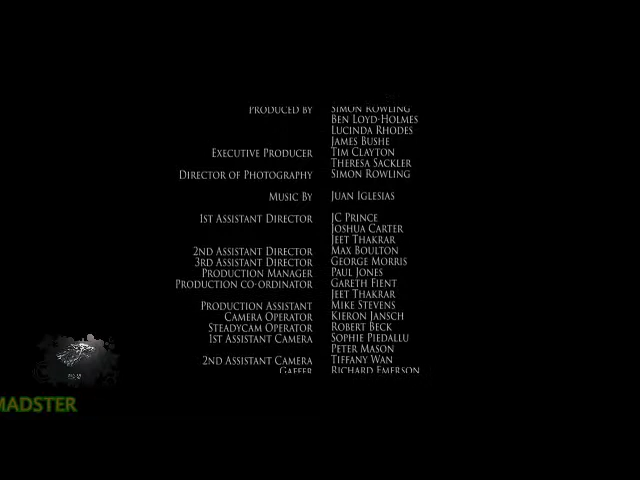 PRODUCED BY SIMON ROWLING
BEN LOYD-HOLMES
LUCINDA RHODES
JAMES BUSHE
EXECUTIVE PRODUCER TIM CLAYTON
THERESA SACKLER
DIRECTOR OF PHOTOGRAPHY SIMON ROWLING
MUSIC BY JUAN IGLESIAS
1ST ASSISTANT DIRECTOR JC PRINCE
JOSHUA CARTER
JEET THAKRAR
2ND ASSISTANT DIRECTOR MAX BOULTON
3RD ASSISTANT DIRECTOR GEORGE MORRIS
PRODUCTION MANAGER PAUL JONES
PRODUCTION CO-ORDINATOR GARETH FIENT
JEET THAKRAR
PRODUCTION ASSISTANT MIKE STEVENS
CAMERA OPERATOR KIERON JANSCH
STEADYCAM OPERATOR ROBERT BECK
1ST ASSISTANT CAMERA SOPHIE PIEDALLU
PETER MASON
2ND ASSISTANT CAMERA TIFFANY WAN
GAFFER RICHARD EMERSON
MADSTER